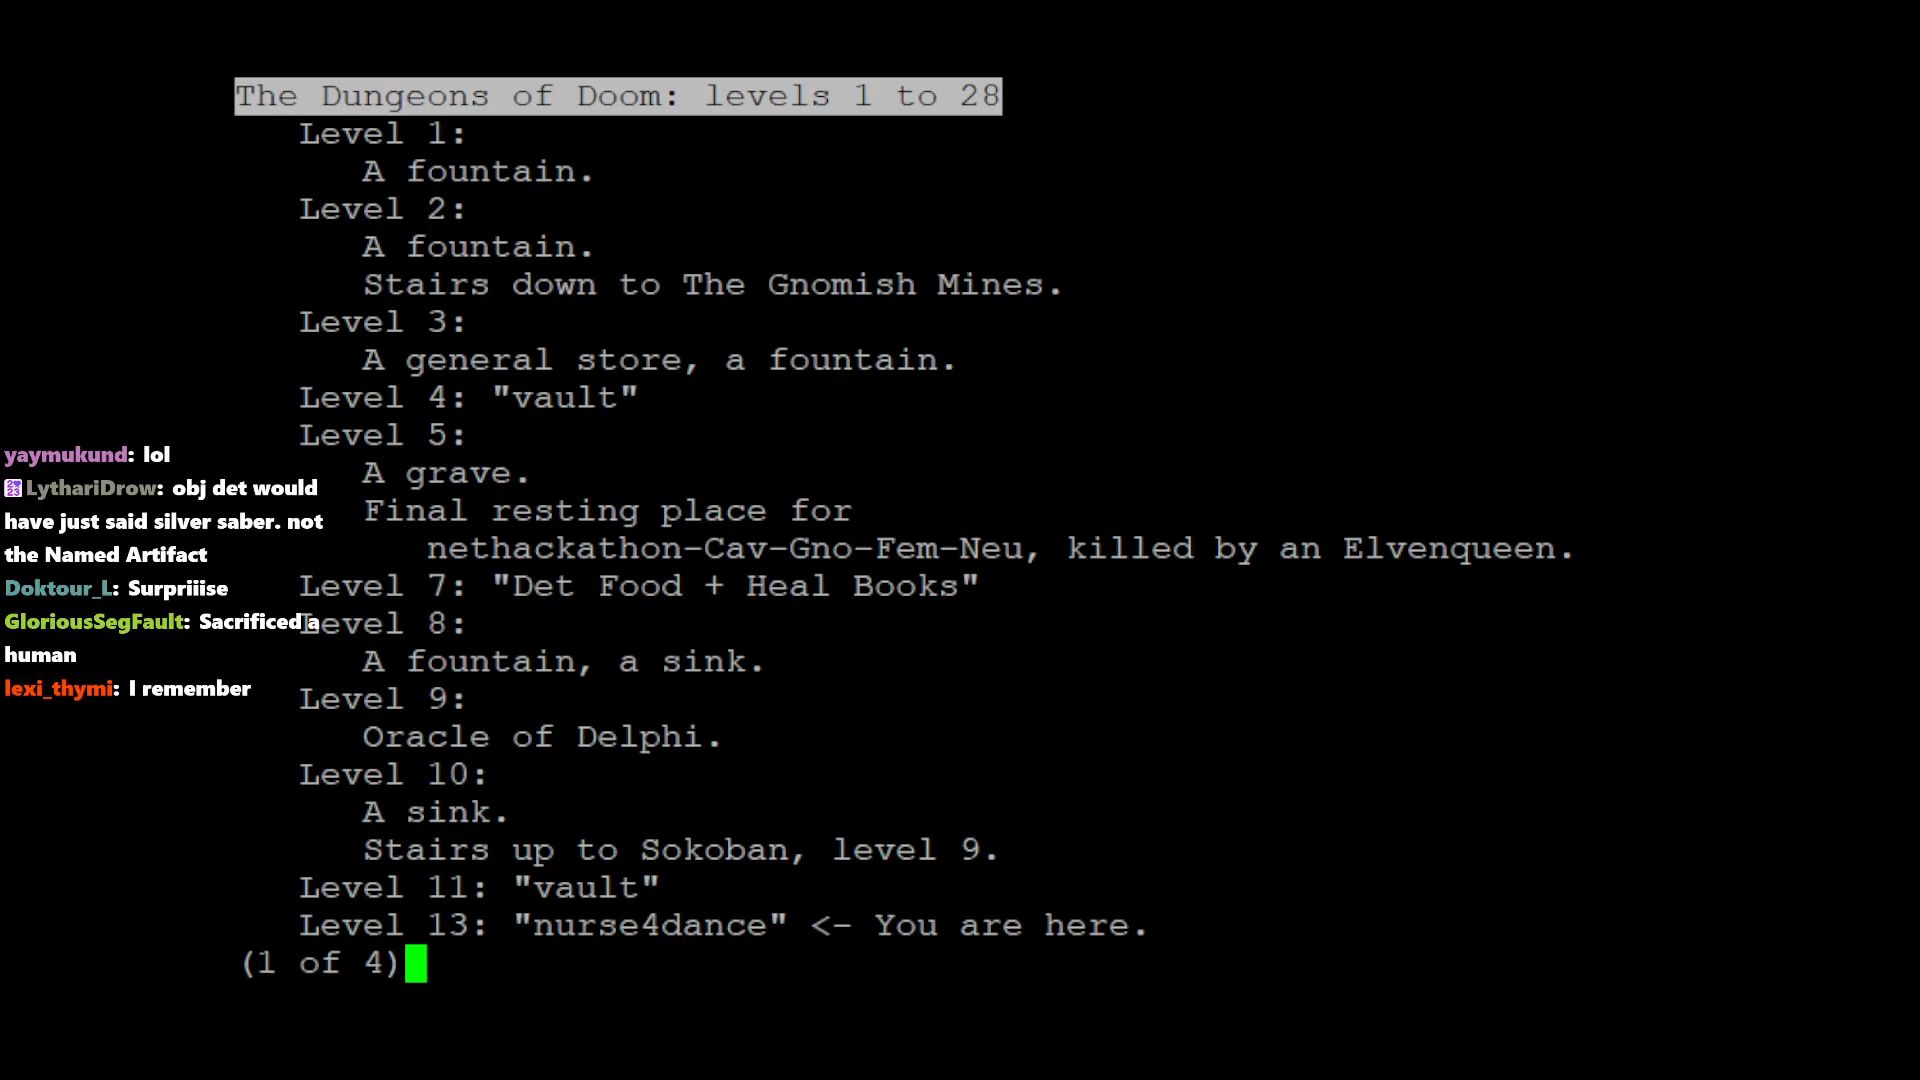 The Dungeons of Doom: levels 1 to 28
Level 1:
A fountain.
Level 2:
A fountain.
Stairs down to The Gnomish Mines.
Level 3:
A general store, a fountain.
Level 4: "vault"
Level 5:
A grave.
Final resting place for
nethackathon-Cav-Gno-Fem-Neu, killed by an Elvenqueen.
Level 7: "Det Food + Heal Books"
Level 8:
A fountain, a sink.
Level 9:
Oracle of Delphi.
Level 10:
A sink.
Stairs up to Sokoban, level 9.
Level 11: "vault"
Level 13: "nurse4dance" <- You are here.
(1 of 4)
yaymukund: lol
LythariDrow: obj det would
have just said silver saber. not
the Named Artifact
Doktour_L: Surpriiise
GloriousSegFault: Sacrificed a
human
lexi_thymi: I remember